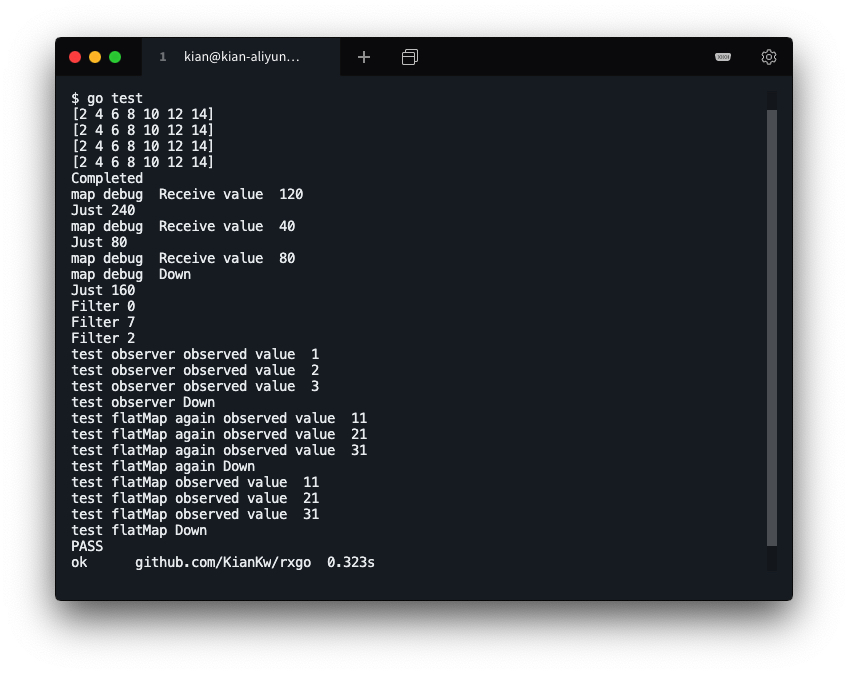 1 kian@kian-aliyun...
$ go test
[2 4 6 8 10 12 14]
[2 4 6 8 10 12 14]
[2 4 6 8 10 12 14]
[2 4 6 8 10 12 14]
Completed
map debug  Receive value  120
Just 240
map debug  Receive value  40
Just 80
map debug  Receive value  80
map debug  Down
Just 160
Filter 0
Filter 7
Filter 2
test observer observed value  1
test observer observed value  2
test observer observed value  3
test observer Down
test flatMap again observed value  11
test flatMap again observed value  21
test flatMap again observed value  31
test flatMap again Down
test flatMap observed value  11
test flatMap observed value  21
test flatMap observed value  31
test flatMap Down
PASS
ok      github.com/KianKw/rxgo  0.323s